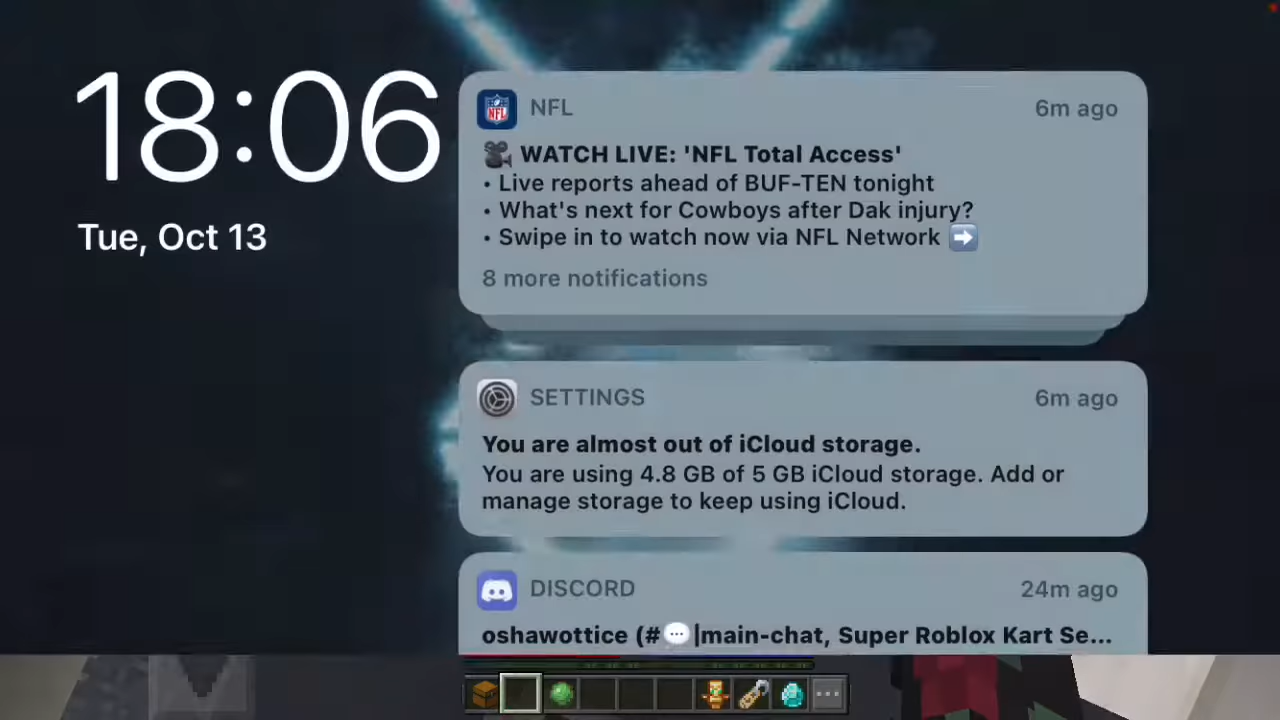 18:06
Tue, Oct 13
NFL
6m ago
🎥 WATCH LIVE: 'NFL Total Access'
• Live reports ahead of BUF-TEN tonight
• What's next for Cowboys after Dak injury?
• Swipe in to watch now via NFL Network ➡️
8 more notifications
SETTINGS
6m ago
You are almost out of iCloud storage.
You are using 4.8 GB of 5 GB iCloud storage. Add or
manage storage to keep using iCloud.
DISCORD
24m ago
oshawottice (#💬|main-chat, Super Roblox Kart Se...